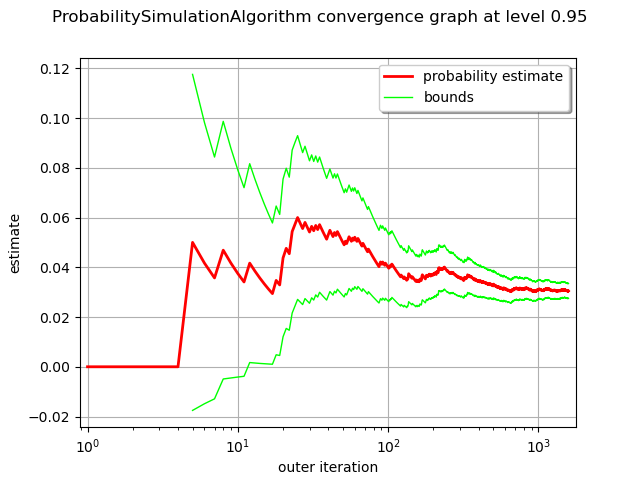 ProbabilitySimulationAlgorithm convergence graph at level 0.95
probability estimate
bounds
0.12
0.10
0.08
0.06
0.04
0.02
0.00
−0.02
estimate
10⁰
10¹
10²
10³
outer iteration